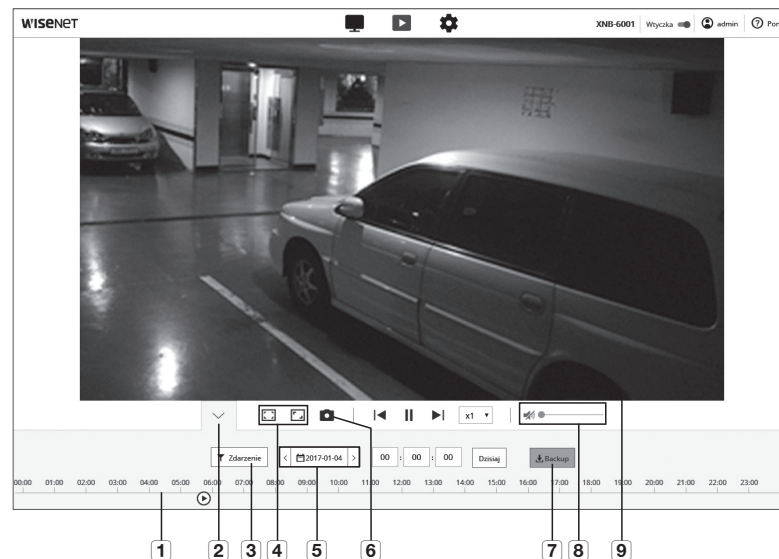 WISENET
XNB-6001 Wtyczka admin ? Pon
x1
Zdarzenie < 2017-01-04 > 00 : 00 : 00 Dzisiaj Backup
00:00 01:00 02:00 03:00 04:00 05:00 06:00 07:00 08:00 09:00 10:00 11:00 12:00 13:00 14:00 15:00 16:00 17:00 18:00 19:00 20:00 21:00 22:00 23:00
1 2 3 4 5 6 7 8 9